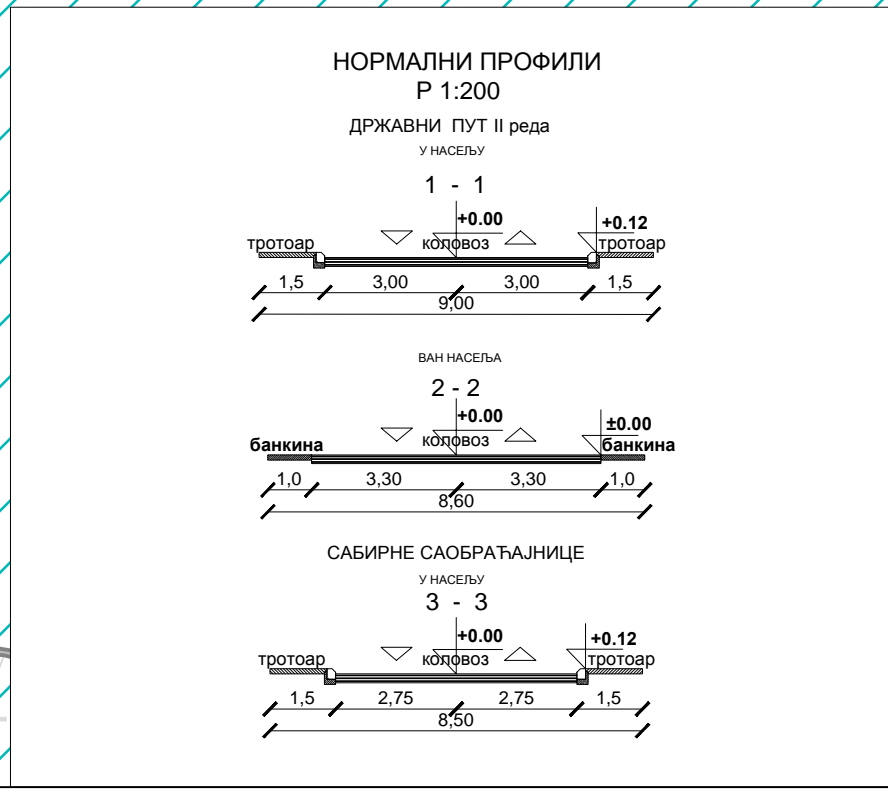 НОРМАЛНИ ПРОФИЛИ
Р 1:200
ДРЖАВНИ ПУТ II реда
У НАСЕЉУ
1 - 1
+0.00 +0.12
тротоар коловоз тротоар
1,5 3,00 3,00 1,5
9,00
ВАН НАСЕЉА
2 - 2
+0.00 ±0.00
банкина коловоз банкина
1,0 3,30 3,30 1,0
8,60
САБИРНЕ САОБРАЋАЈНИЦЕ
У НАСЕЉУ
3 - 3
+0.00 +0.12
тротоар коловоз тротоар
1,5 2,75 2,75 1,5
8,50